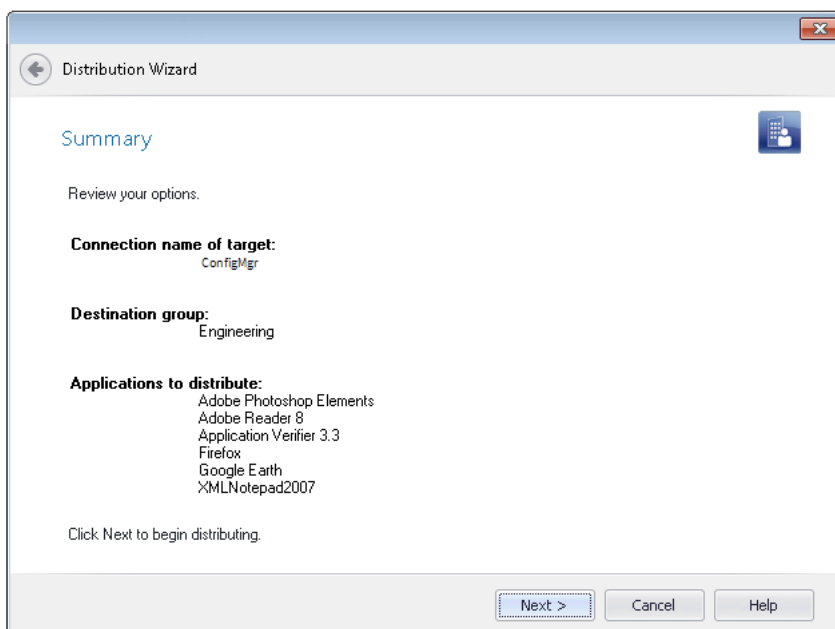 Distribution Wizard
Summary
Review your options.
Connection name of target:
ConfigMgr
Destination group:
Engineering
Applications to distribute:
Adobe Photoshop Elements
Adobe Reader 8
Application Verifier 3.3
Firefox
Google Earth
XMLNotepad2007
Click Next to begin distributing.
Next >
Cancel
Help